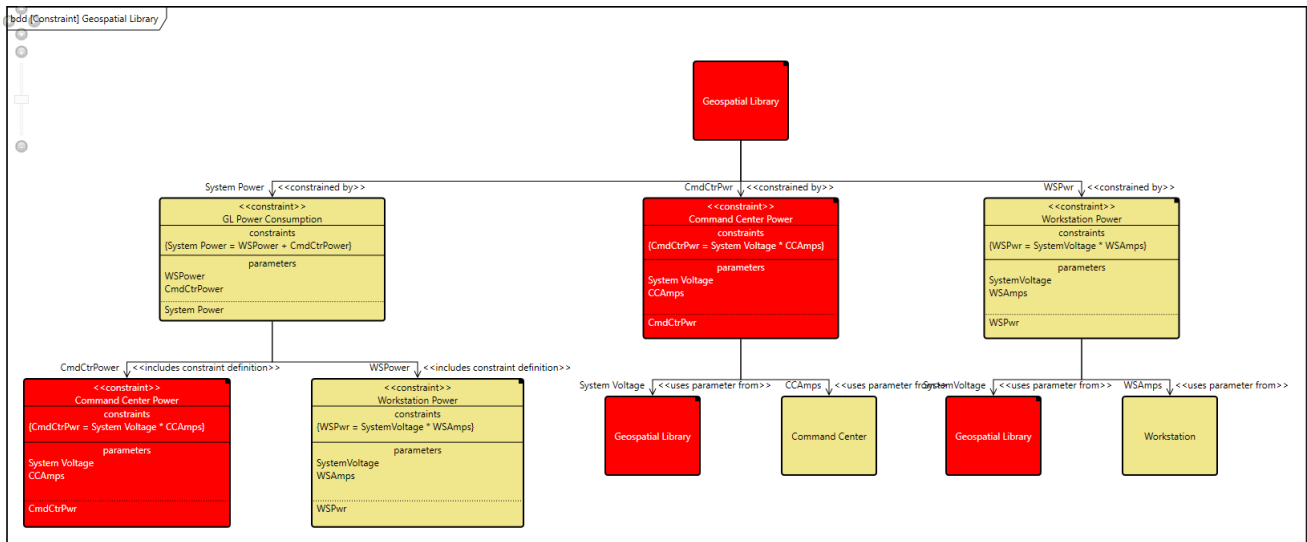 bdd [Constraint] Geospatial Library
Geospatial Library
System Power <<constrained by>>
CmdCtrPwr <<constrained by>>
WSPwr <<constrained by>>
<<constraint>>
GL Power Consumption
constraints
{System Power = WSPower + CmdCtrPower}
parameters
WSPower
CmdCtrPower
System Power
<<constraint>>
Command Center Power
constraints
{CmdCtrPwr = System Voltage * CCAmps}
parameters
System Voltage
CCAmps
CmdCtrPwr
<<constraint>>
Workstation Power
constraints
{WSPwr = SystemVoltage * WSAmps}
parameters
SystemVoltage
WSAmps
WSPwr
CmdCtrPower <<includes constraint definition>>
WSPower <<includes constraint definition>>
System Voltage <<uses parameter from>>
CCAmps <<uses parameter from>>
SystemVoltage <<uses parameter from>>
WSAmps <<uses parameter from>>
<<constraint>>
Command Center Power
constraints
{CmdCtrPwr = System Voltage * CCAmps}
parameters
System Voltage
CCAmps
CmdCtrPwr
<<constraint>>
Workstation Power
constraints
{WSPwr = SystemVoltage * WSAmps}
parameters
SystemVoltage
WSAmps
WSPwr
Geospatial Library
Command Center
Geospatial Library
Workstation